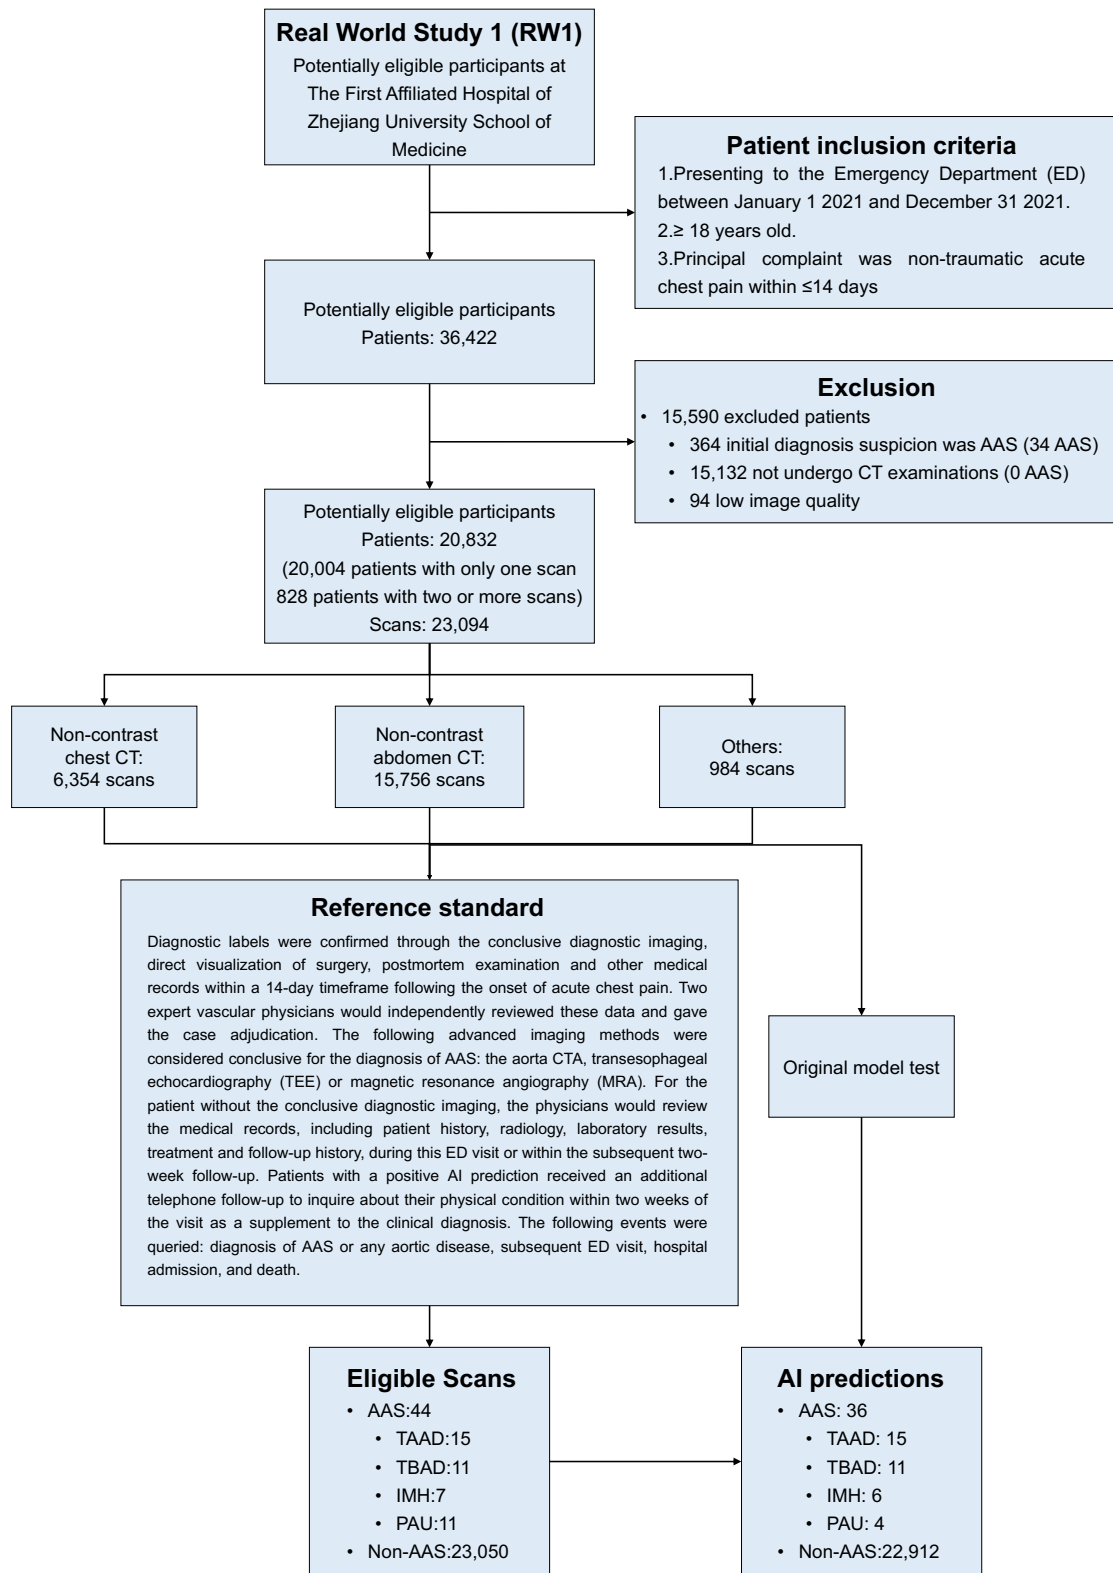 Real World Study 1 (RW1)
Potentially eligible participants at
The First Affiliated Hospital of
Zhejiang University School of
Medicine
Patient inclusion criteria
1.Presenting to the Emergency Department (ED)
between January 1 2021 and December 31 2021.
2.≥ 18 years old.
3.Principal complaint was non-traumatic acute
chest pain within ≤14 days
Potentially eligible participants
Patients: 36,422
Exclusion
• 15,590 excluded patients
• 364 initial diagnosis suspicion was AAS (34 AAS)
• 15,132 not undergo CT examinations (0 AAS)
• 94 low image quality
Potentially eligible participants
Patients: 20,832
(20,004 patients with only one scan
828 patients with two or more scans)
Scans: 23,094
Non-contrast
chest CT:
6,354 scans
Non-contrast
abdomen CT:
15,756 scans
Others:
984 scans
Reference standard
Diagnostic labels were confirmed through the conclusive diagnostic imaging,
direct visualization of surgery, postmortem examination and other medical
records within a 14-day timeframe following the onset of acute chest pain. Two
expert vascular physicians would independently reviewed these data and gave
the case adjudication. The following advanced imaging methods were
considered conclusive for the diagnosis of AAS: the aorta CTA, transesophageal
echocardiography (TEE) or magnetic resonance angiography (MRA). For the
patient without the conclusive diagnostic imaging, the physicians would review
the medical records, including patient history, radiology, laboratory results,
treatment and follow-up history, during this ED visit or within the subsequent two-
week follow-up. Patients with a positive AI prediction received an additional
telephone follow-up to inquire about their physical condition within two weeks of
the visit as a supplement to the clinical diagnosis. The following events were
queried: diagnosis of AAS or any aortic disease, subsequent ED visit, hospital
admission, and death.
Original model test
Eligible Scans
• AAS:44
• TAAD:15
• TBAD:11
• IMH:7
• PAU:11
• Non-AAS:23,050
AI predictions
• AAS: 36
• TAAD: 15
• TBAD: 11
• IMH: 6
• PAU: 4
• Non-AAS:22,912